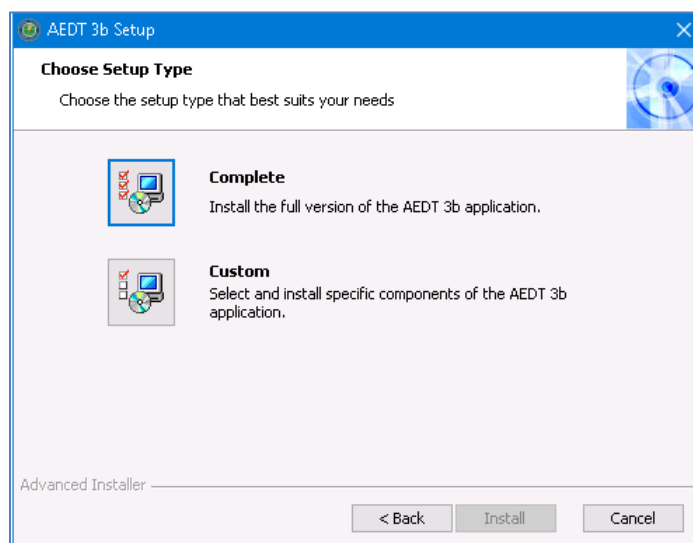 AEDT 3b Setup
Choose Setup Type
Choose the setup type that best suits your needs
Complete
Install the full version of the AEDT 3b application.
Custom
Select and install specific components of the AEDT 3b
application.
Advanced Installer
< Back
Install
Cancel